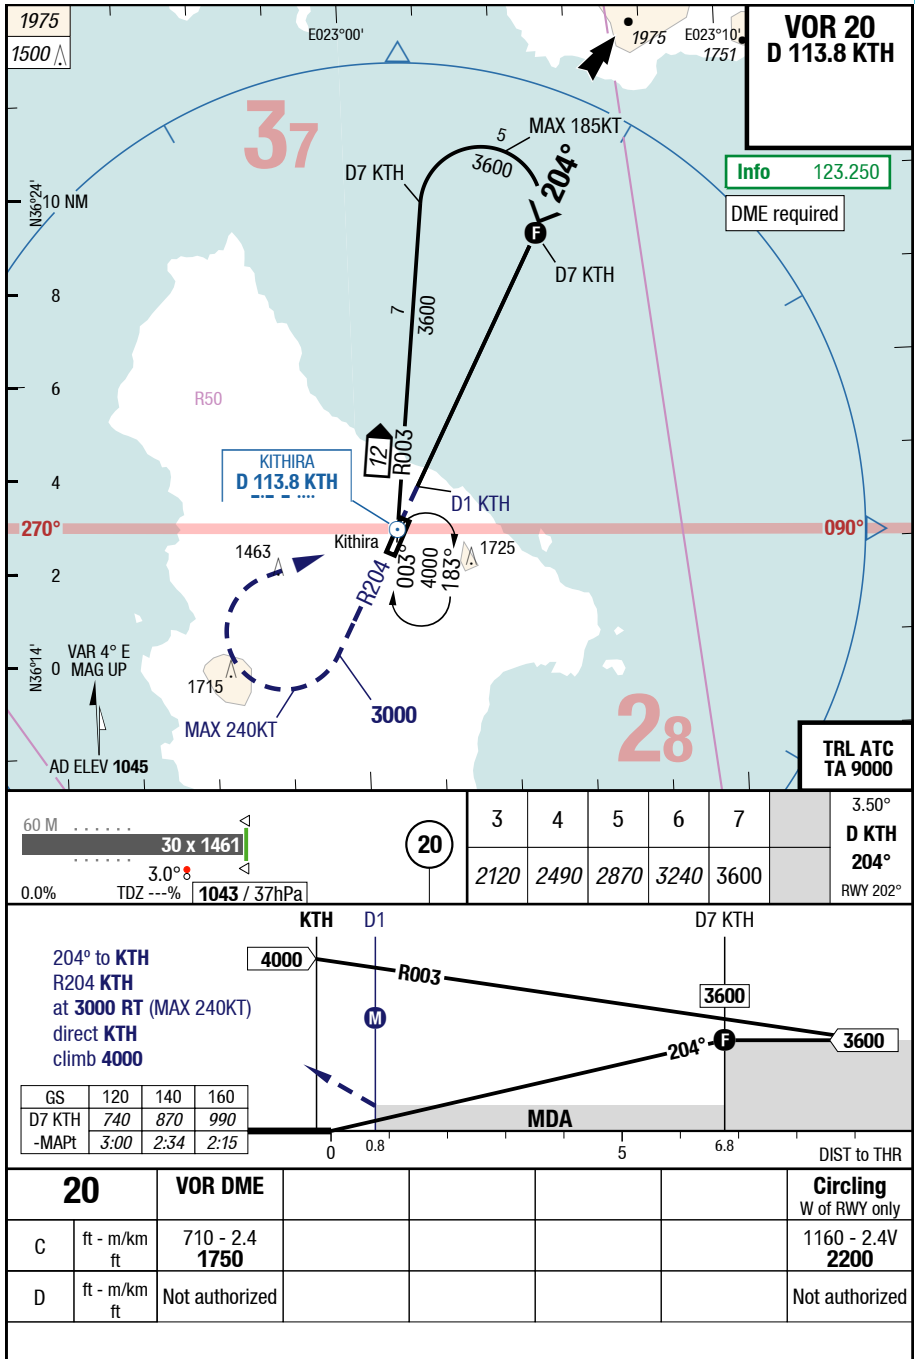 1975
1500
E023°00'
1975
E023°10'
1751
VOR 20
D 113.8 KTH
37
5
MAX 185KT
3600
204°
D7 KTH
Info 123.250
DME required
N36°24'
10 NM
F
D7 KTH
8
7
3600
6
R50
12
R003
KITHIRA
D 113.8 KTH
4
D1 KTH
270°
090°
Kithira
1463
1725
003°
4000
183°
2
R204
N36°14'
0
VAR 4° E
MAG UP
1715
MAX 240KT
3000
28
AD ELEV 1045
TRL ATC
TA 9000
60 M
30 x 1461
3.0°
0.0%
TDZ ---%
1043 / 37hPa
20
3 4 5 6 7
2120 2490 2870 3240 3600
3.50°
D KTH
204°
RWY 202°
KTH
D1
D7 KTH
204º to KTH
R204 KTH
at 3000 RT (MAX 240KT)
direct KTH
climb 4000
4000
R003
3600
M
204°
F
3600
GS 120 140 160
D7 KTH 740 870 990
-MAPt 3:00 2:34 2:15
MDA
0
0.8
5
6.8
DIST to THR
20 VOR DME Circling
W of RWY only
C ft - m/km 710 - 2.4 1160 - 2.4V
ft 1750 2200
D ft - m/km
ft Not authorized Not authorized